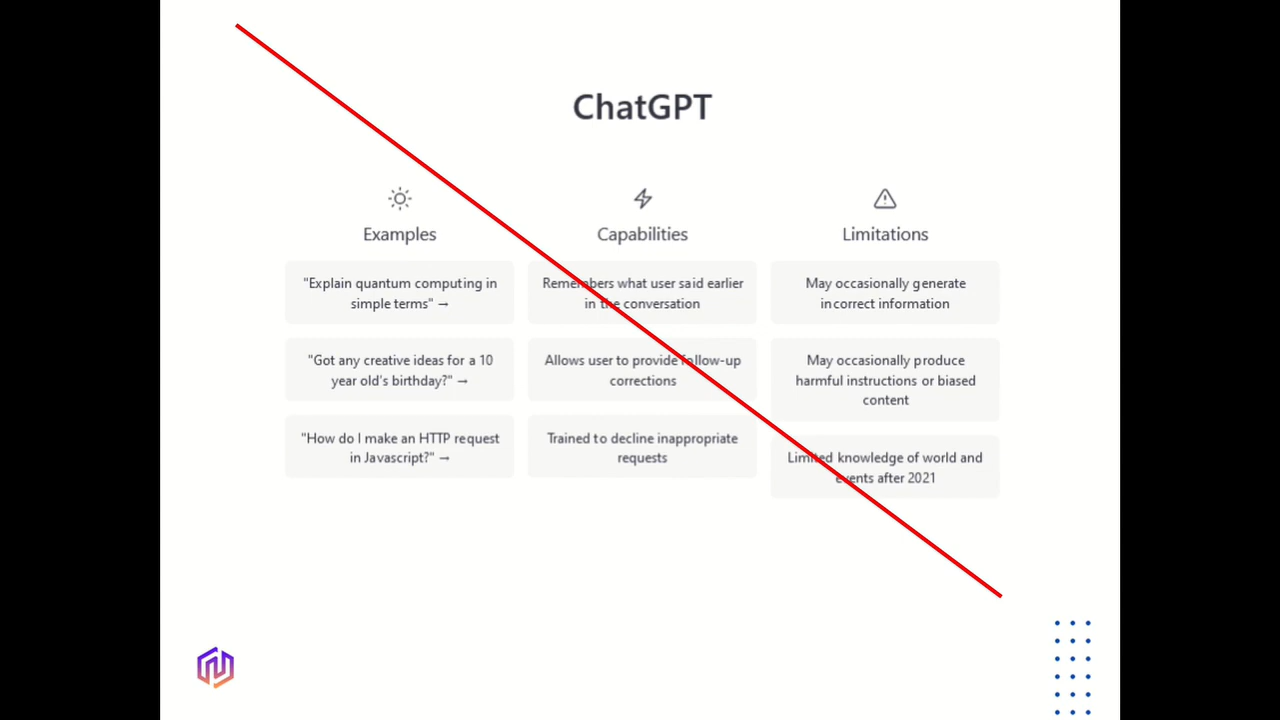 ChatGPT
Examples
"Explain quantum computing in
simple terms" →
"Got any creative ideas for a 10
year old's birthday?" →
"How do I make an HTTP request
in Javascript?" →
Capabilities
Remembers what user said earlier
in the conversation
Allows user to provide follow-up
corrections
Trained to decline inappropriate
requests
Limitations
May occasionally generate
incorrect information
May occasionally produce
harmful instructions or biased
content
Limited knowledge of world and
events after 2021